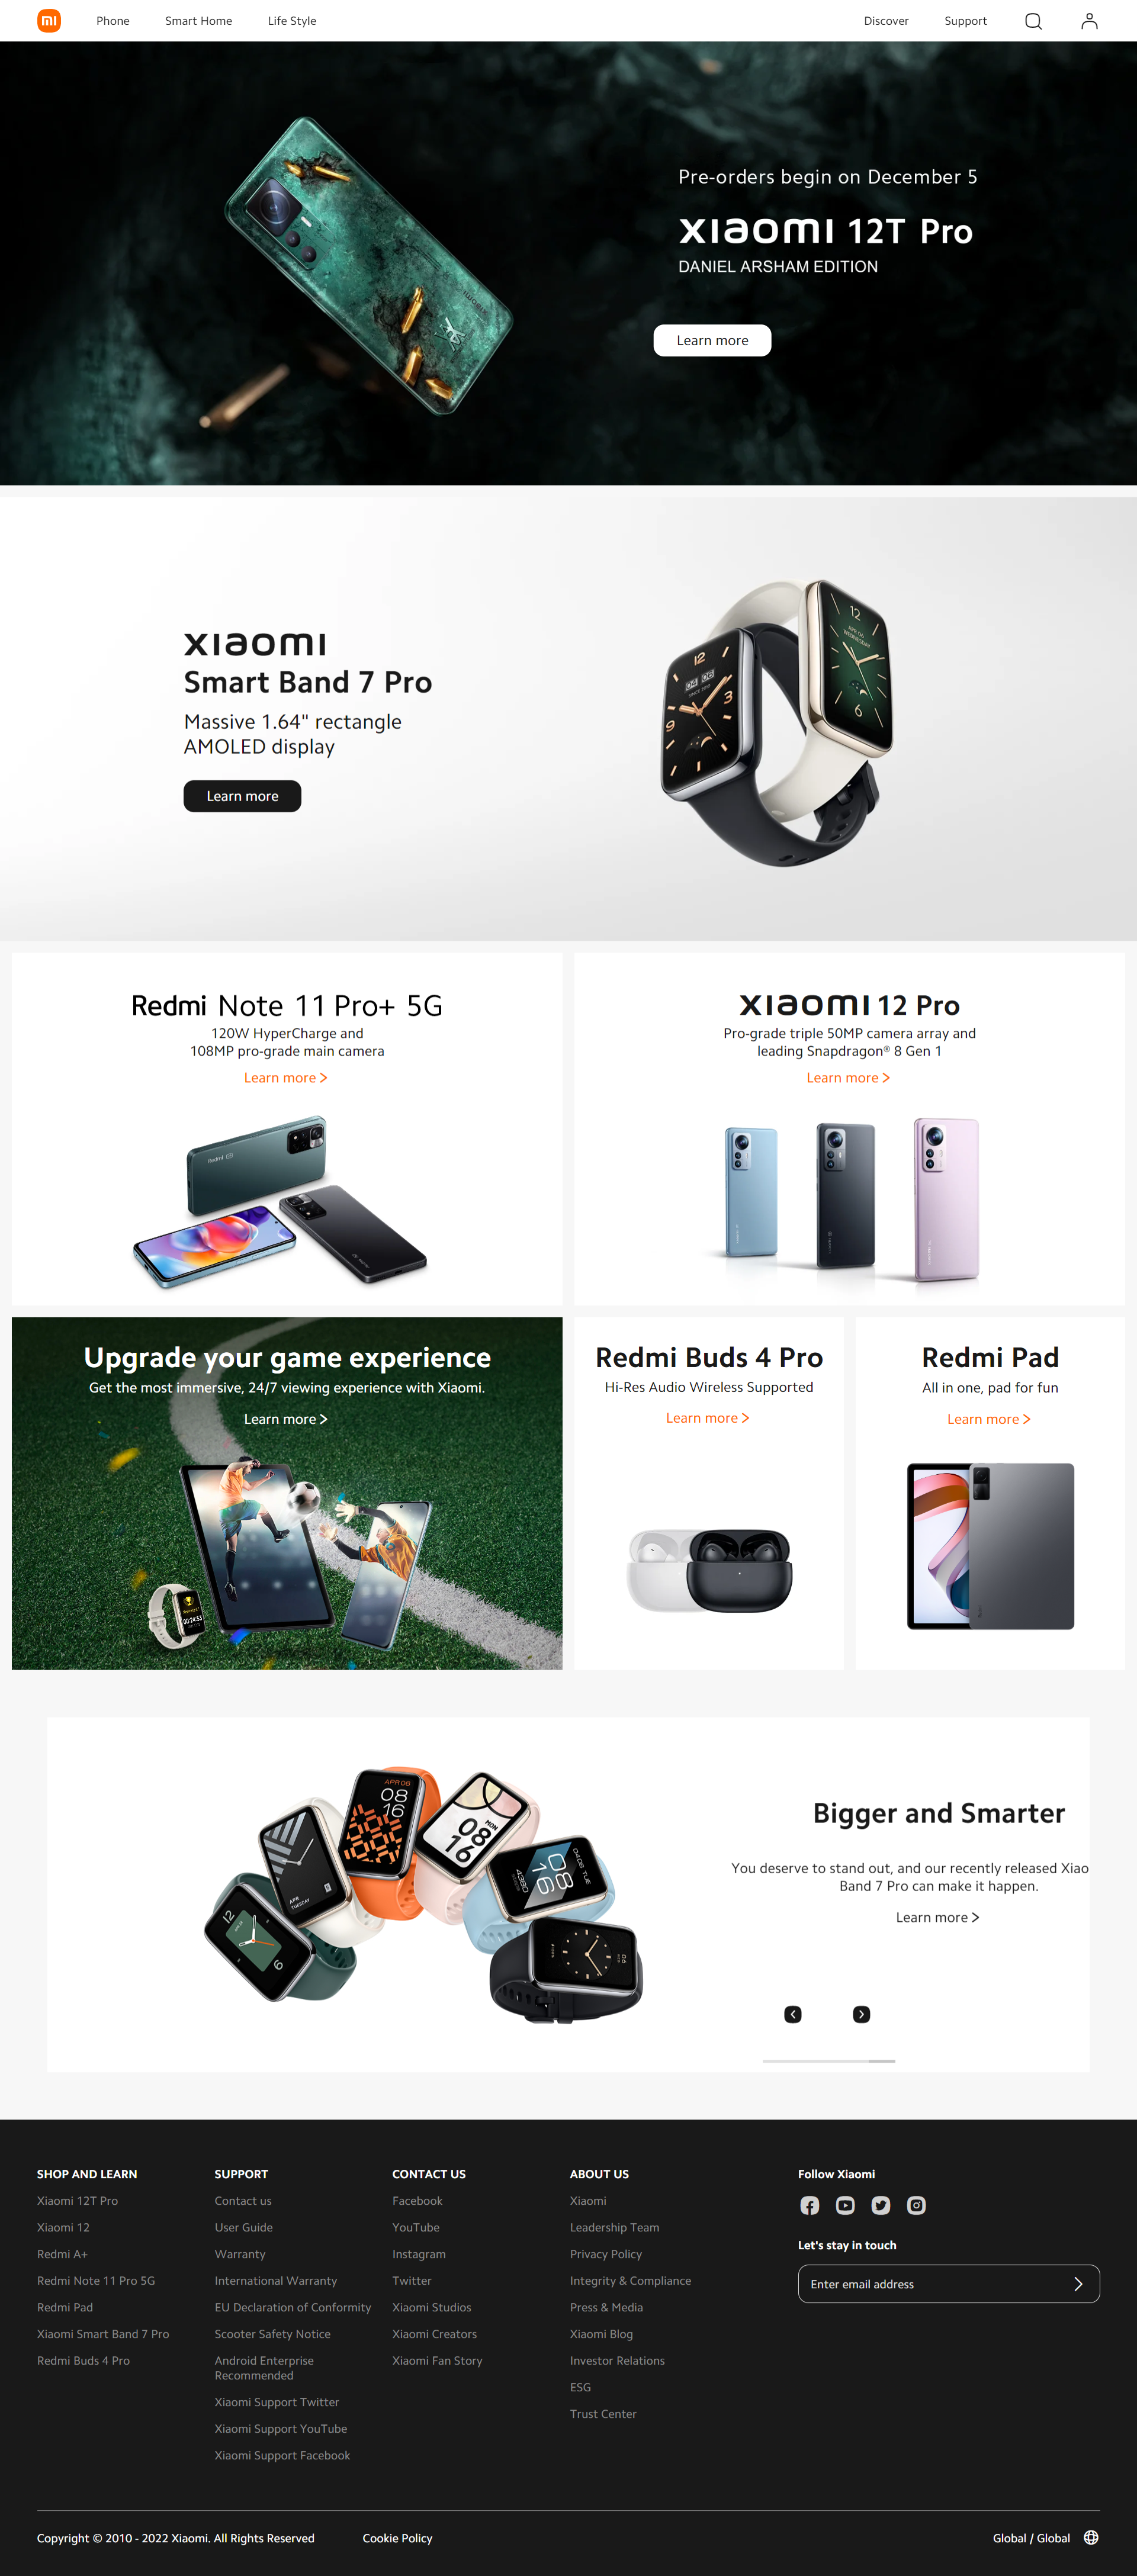 Phone
Smart Home
Life Style
Discover
Support
Pre-orders begin on December 5
xiaomi 12T Pro
DANIEL ARSHAM EDITION
Learn more
xiaomi
Smart Band 7 Pro
Massive 1.64" rectangle
AMOLED display
Learn more
Redmi Note 11 Pro+ 5G
120W HyperCharge and
108MP pro-grade main camera
Learn more
xiaomi 12 Pro
Pro-grade triple 50MP camera array and
leading Snapdragon® 8 Gen 1
Learn more
Upgrade your game experience
Get the most immersive, 24/7 viewing experience with Xiaomi.
Learn more
Redmi Buds 4 Pro
Hi-Res Audio Wireless Supported
Learn more
Redmi Pad
All in one, pad for fun
Learn more
Bigger and Smarter
You deserve to stand out, and our recently released Xiao
Band 7 Pro can make it happen.
Learn more
SHOP AND LEARN
Xiaomi 12T Pro
Xiaomi 12
Redmi A+
Redmi Note 11 Pro 5G
Redmi Pad
Xiaomi Smart Band 7 Pro
Redmi Buds 4 Pro
SUPPORT
Contact us
User Guide
Warranty
International Warranty
EU Declaration of Conformity
Scooter Safety Notice
Android Enterprise
Recommended
Xiaomi Support Twitter
Xiaomi Support YouTube
Xiaomi Support Facebook
CONTACT US
Facebook
YouTube
Instagram
Twitter
Xiaomi Studios
Xiaomi Creators
Xiaomi Fan Story
ABOUT US
Xiaomi
Leadership Team
Privacy Policy
Integrity & Compliance
Press & Media
Xiaomi Blog
Investor Relations
ESG
Trust Center
Follow Xiaomi
Let's stay in touch
Enter email address
Copyright © 2010 - 2022 Xiaomi. All Rights Reserved
Cookie Policy
Global / Global